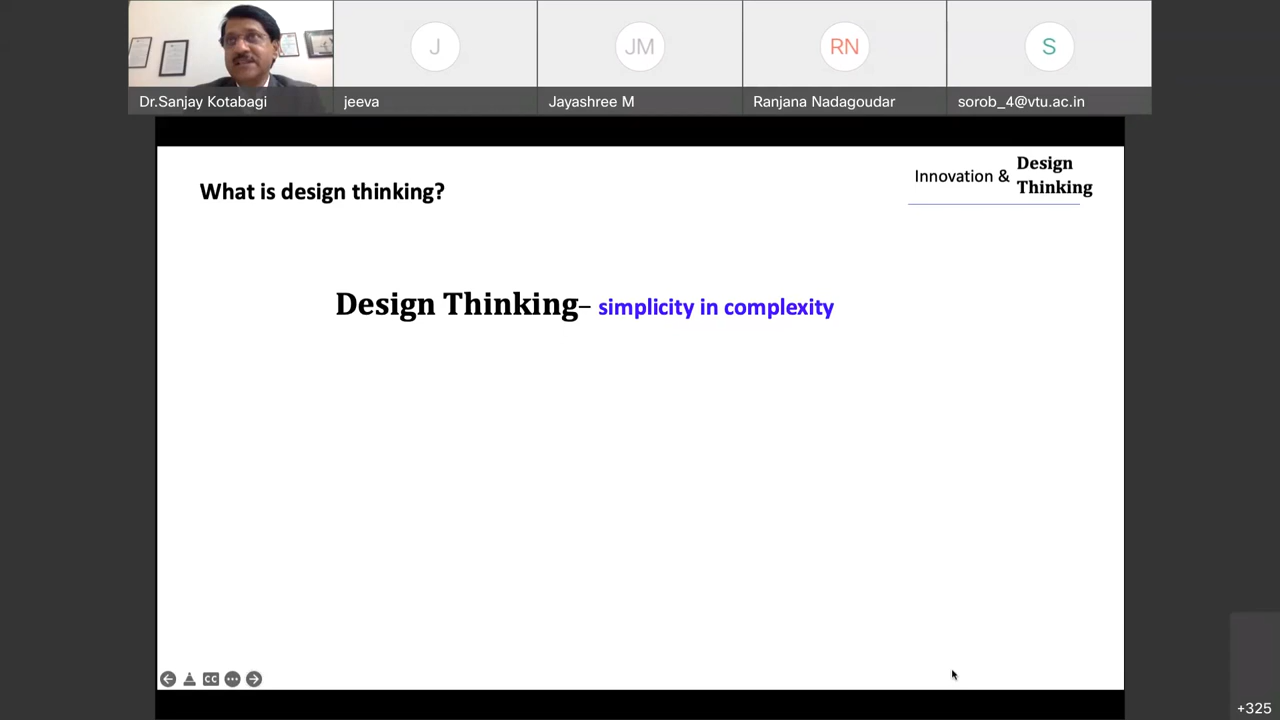 J
JM
RN
S
Dr.Sanjay Kotabagi
jeeva
Jayashree M
Ranjana Nadagoudar
sorob_4@vtu.ac.in
What is design thinking?
Innovation & Design
Thinking
Design Thinking– simplicity in complexity
CC
+325